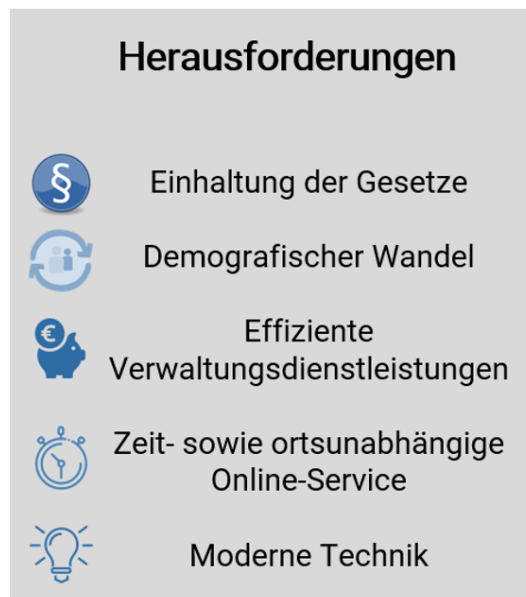 Herausforderungen
§
Einhaltung der Gesetze
Demografischer Wandel
€
Effiziente
Verwaltungsdienstleistungen
Zeit- sowie ortsunabhängige
Online-Service
Moderne Technik